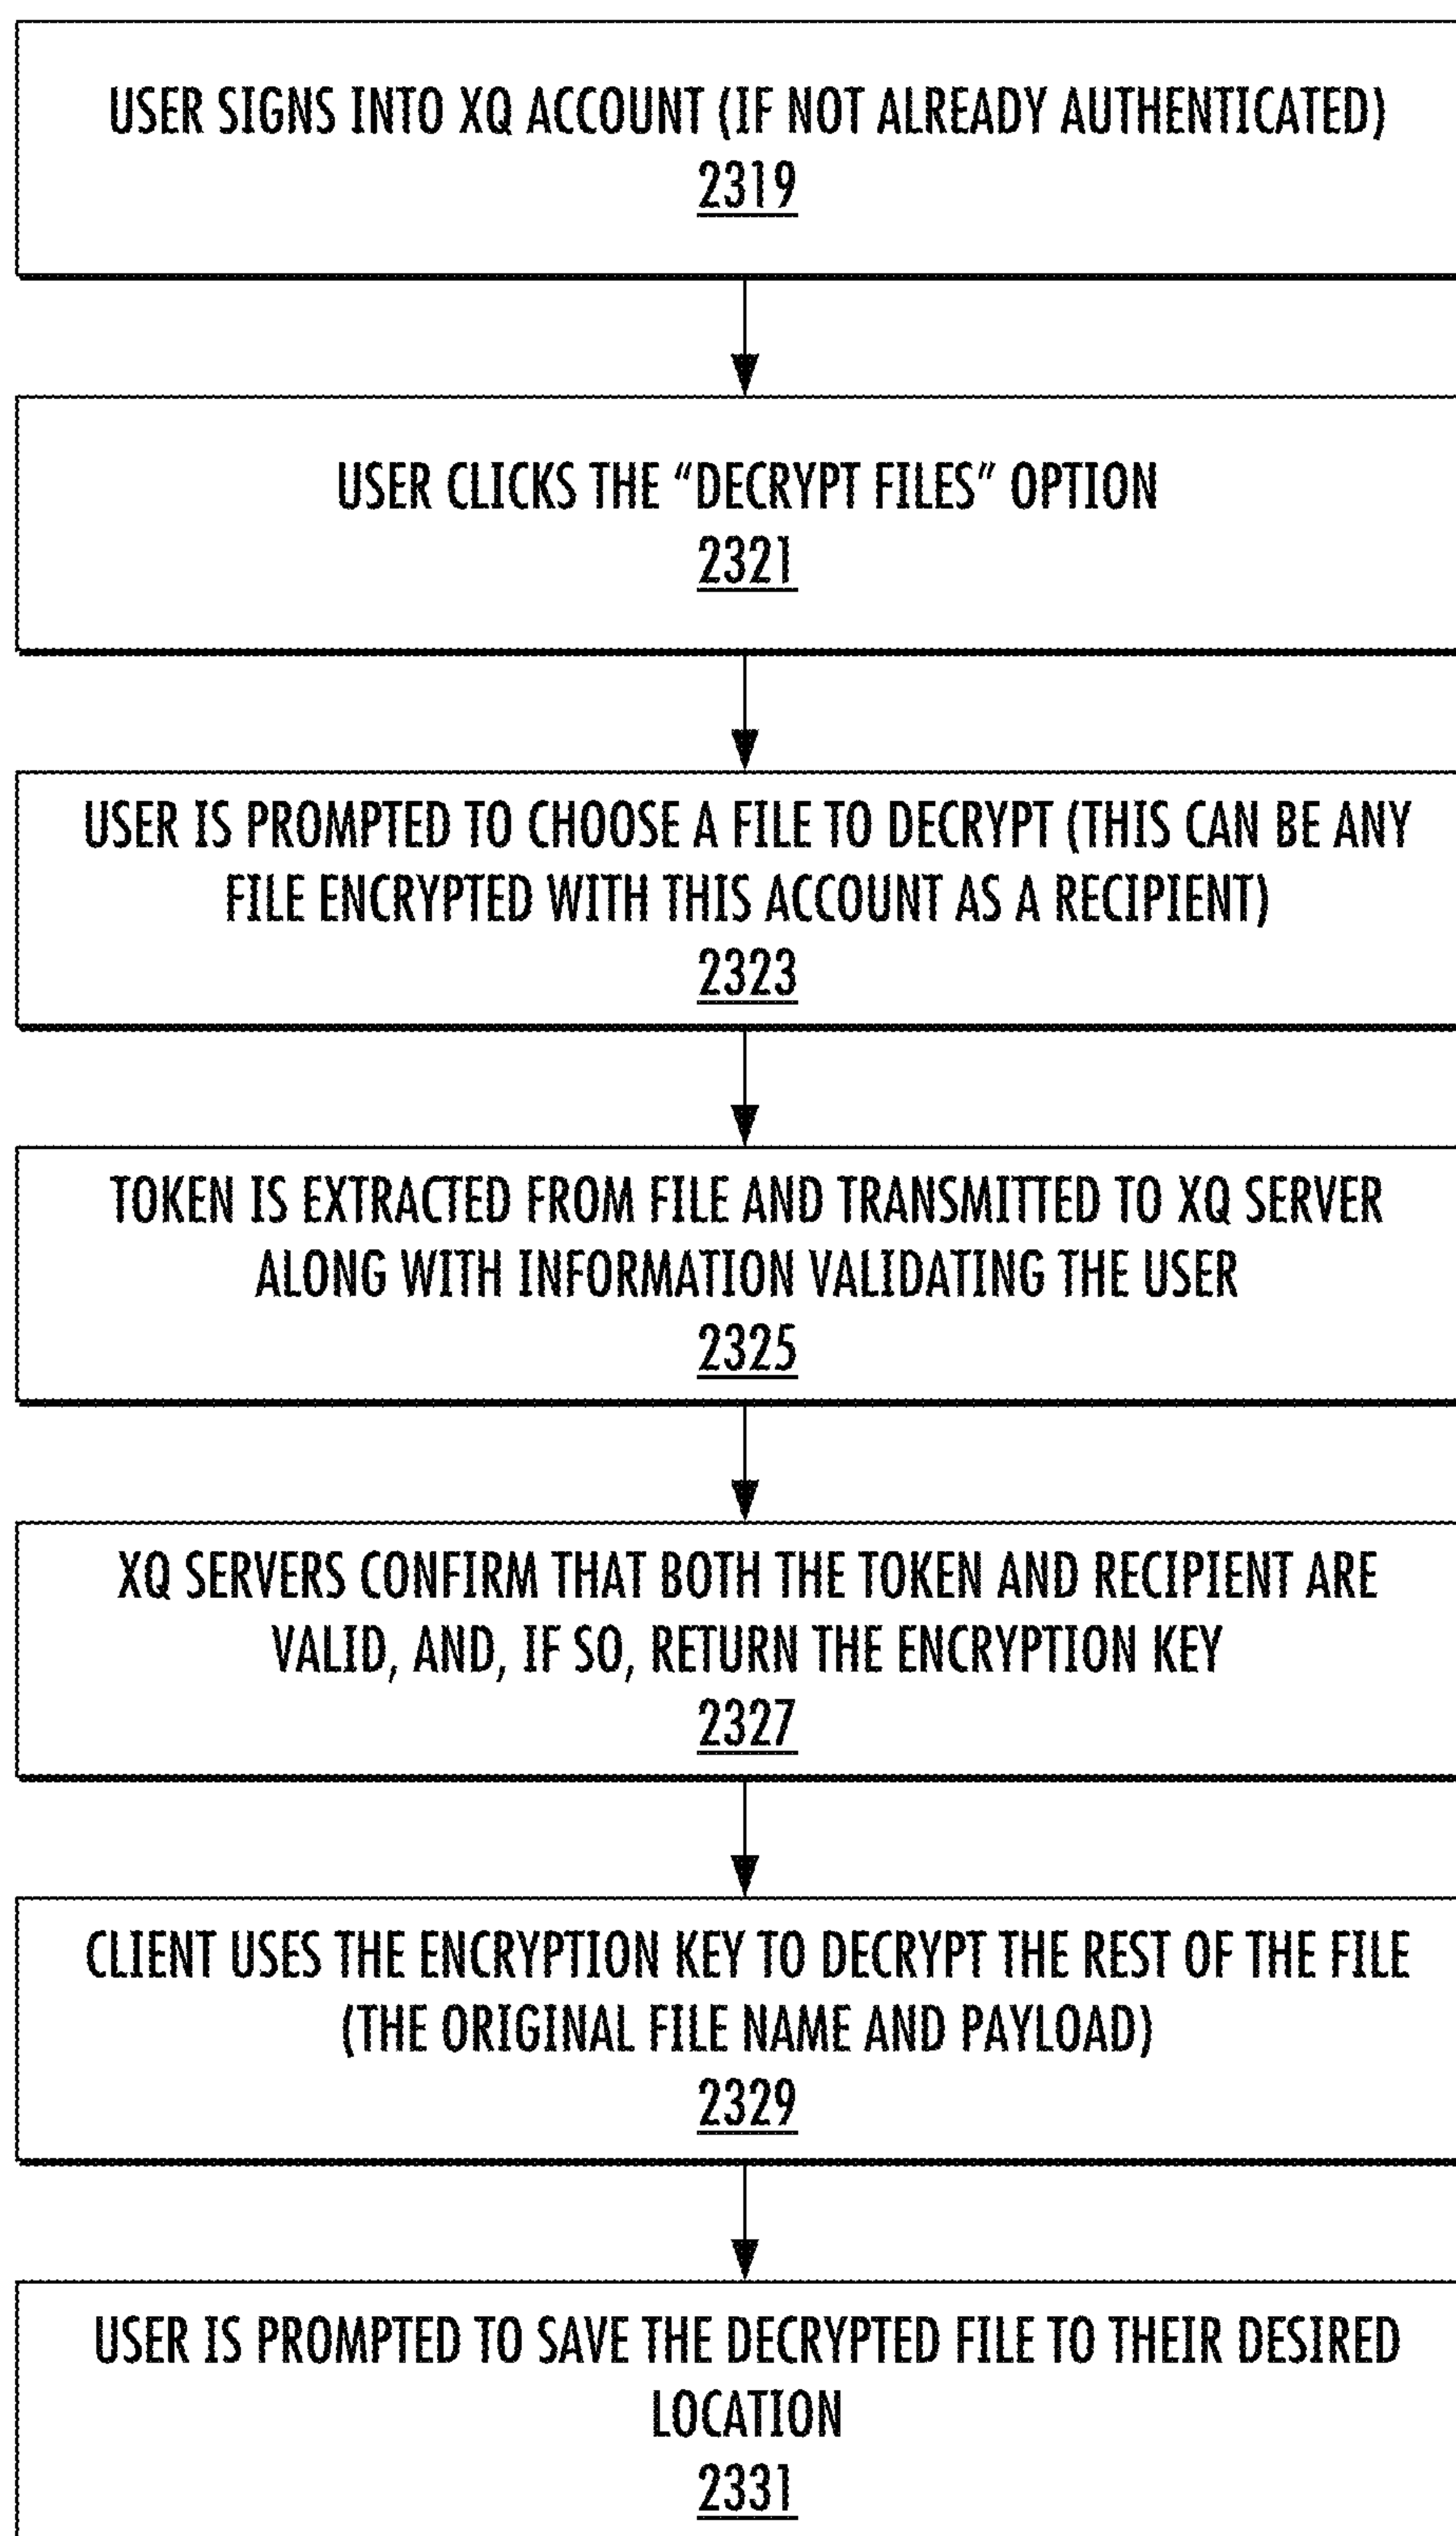 USER SIGNS INTO XQ ACCOUNT (IF NOT ALREADY AUTHENTICATED)
2319
USER CLICKS THE “DECRYPT FILES” OPTION
2321
USER IS PROMPTED TO CHOOSE A FILE TO DECRYPT (THIS CAN BE ANY
FILE ENCRYPTED WITH THIS ACCOUNT AS A RECIPIENT)
2323
TOKEN IS EXTRACTED FROM FILE AND TRANSMITTED TO XQ SERVER
ALONG WITH INFORMATION VALIDATING THE USER
2325
XQ SERVERS CONFIRM THAT BOTH THE TOKEN AND RECIPIENT ARE
VALID, AND, IF SO, RETURN THE ENCRYPTION KEY
2327
CLIENT USES THE ENCRYPTION KEY TO DECRYPT THE REST OF THE FILE
(THE ORIGINAL FILE NAME AND PAYLOAD)
2329
USER IS PROMPTED TO SAVE THE DECRYPTED FILE TO THEIR DESIRED
LOCATION
2331